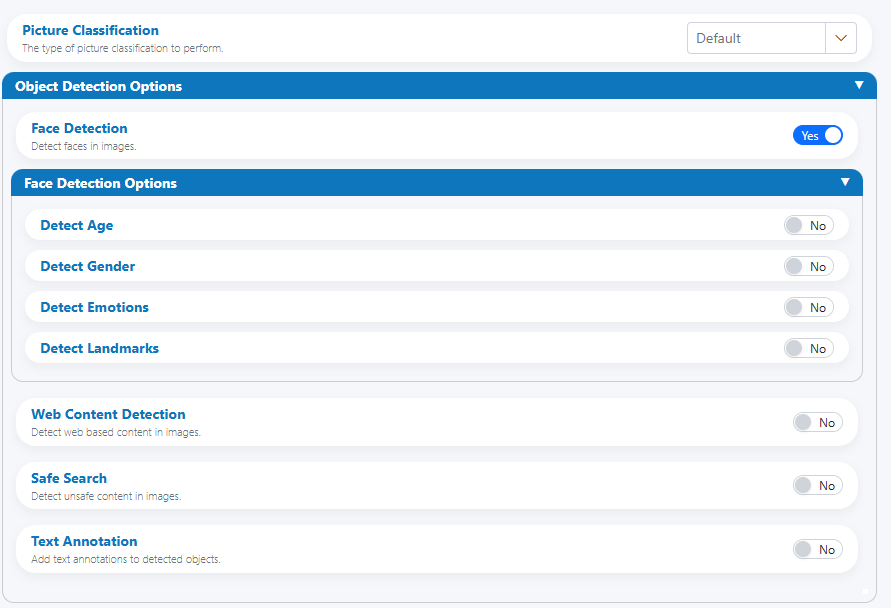 Picture Classification
The type of picture classification to perform.
Default
Object Detection Options
Face Detection
Detect faces in images.
Yes
Face Detection Options
Detect Age
No
Detect Gender
No
Detect Emotions
No
Detect Landmarks
No
Web Content Detection
Detect web based content in images.
No
Safe Search
Detect unsafe content in images.
No
Text Annotation
Add text annotations to detected objects.
No